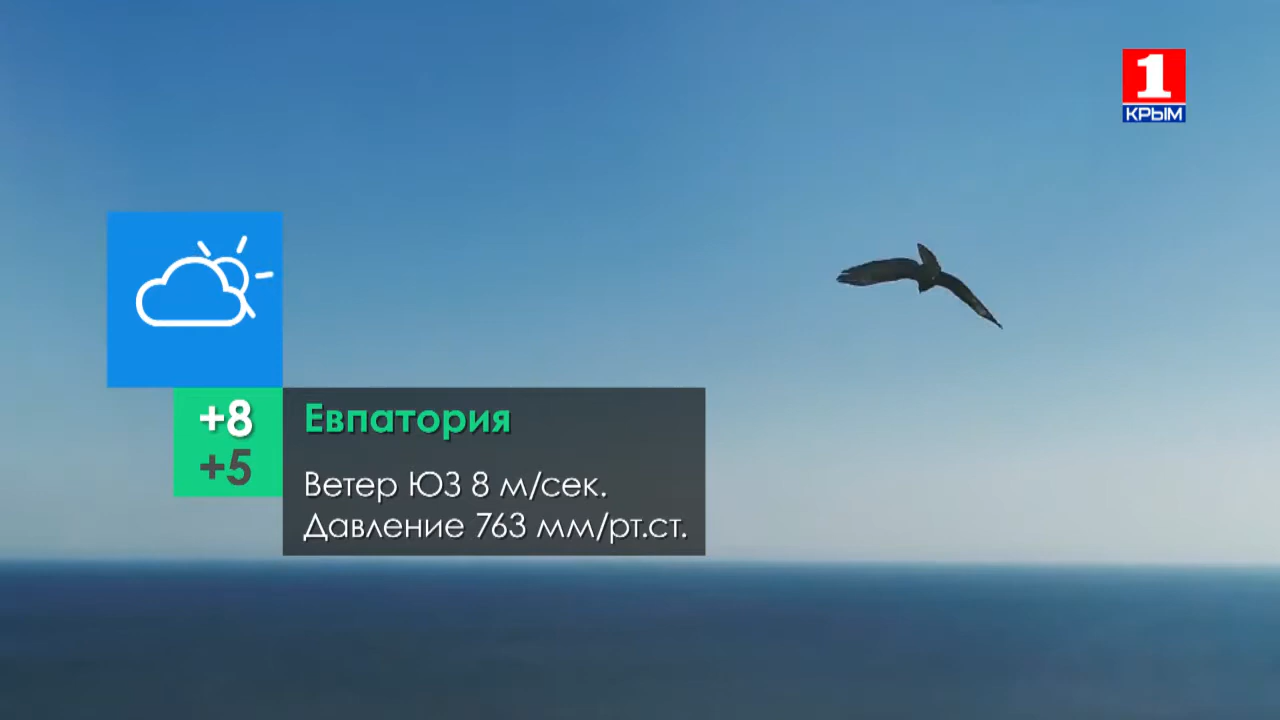 1
КРЫМ
+8
+5
Евпатория
Ветер ЮЗ 8 м/сек.
Давление 763 мм/рт.ст.